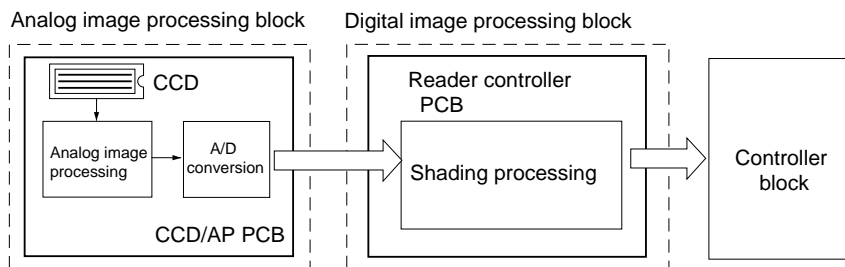 Analog image processing block
Digital image processing block
CCD
Reader controller
PCB
Analog image
processing
A/D
conversion
Shading processing
Controller
block
CCD/AP PCB